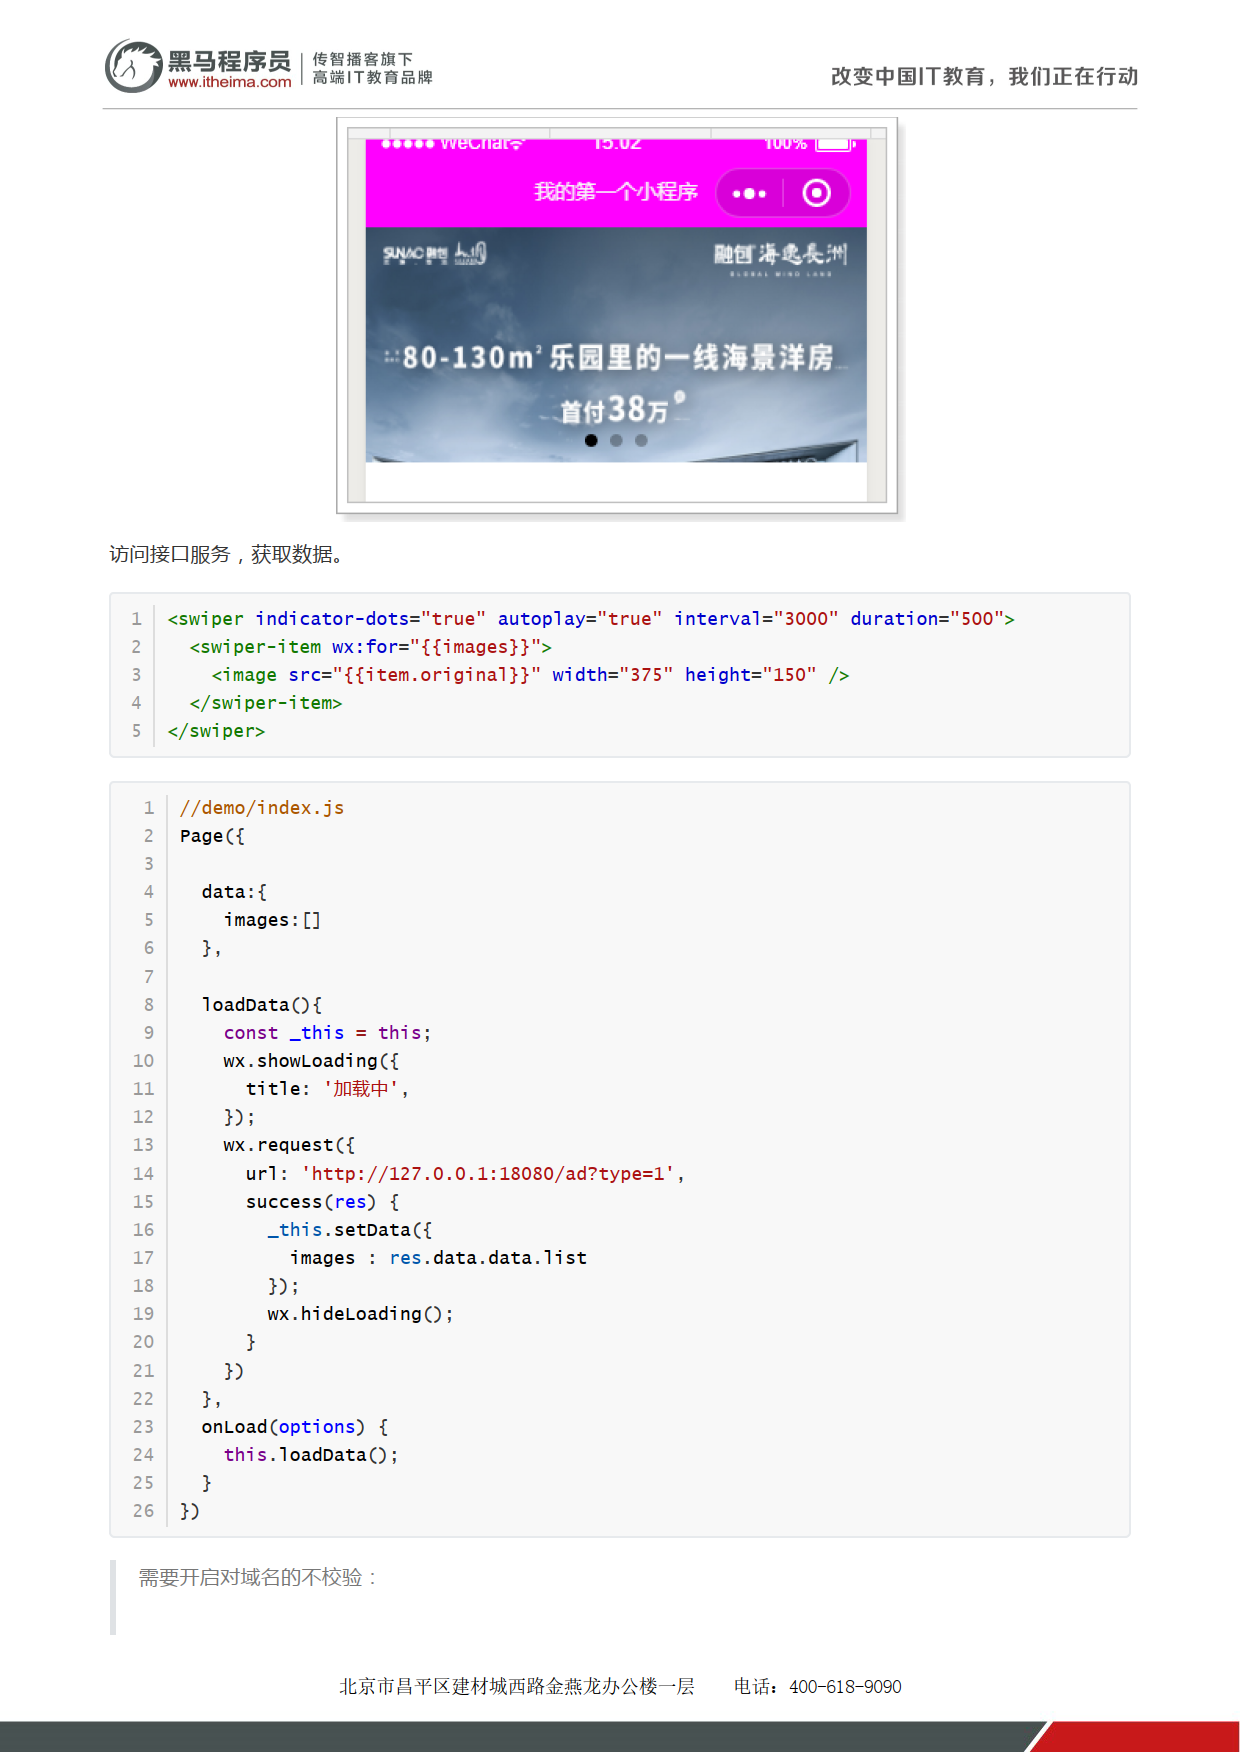 黑马程序员
www.itheima.com
传智播客旗下
高端IT教育品牌
改变中国IT教育，我们正在行动
WeChat 15:02 100%
我的第一个小程序
SUNAC 融创
融创 海逸長洲
GLOBAL MIND LAND
80-130m² 乐园里的一线海景洋房
首付38万
访问接口服务，获取数据。
1 <swiper indicator-dots="true" autoplay="true" interval="3000" duration="500">
2   <swiper-item wx:for="{{images}}">
3     <image src="{{item.original}}" width="375" height="150" />
4   </swiper-item>
5 </swiper>
1 //demo/index.js
2 Page({
3
4   data:{
5     images:[]
6   },
7
8   loadData(){
9     const _this = this;
10     wx.showLoading({
11       title: '加载中',
12     });
13     wx.request({
14       url: 'http://127.0.0.1:18080/ad?type=1',
15       success(res) {
16         _this.setData({
17           images : res.data.data.list
18         });
19         wx.hideLoading();
20       }
21     })
22   },
23   onLoad(options) {
24     this.loadData();
25   }
26 })
需要开启对域名的不校验：
北京市昌平区建材城西路金燕龙办公楼一层 电话：400-618-9090